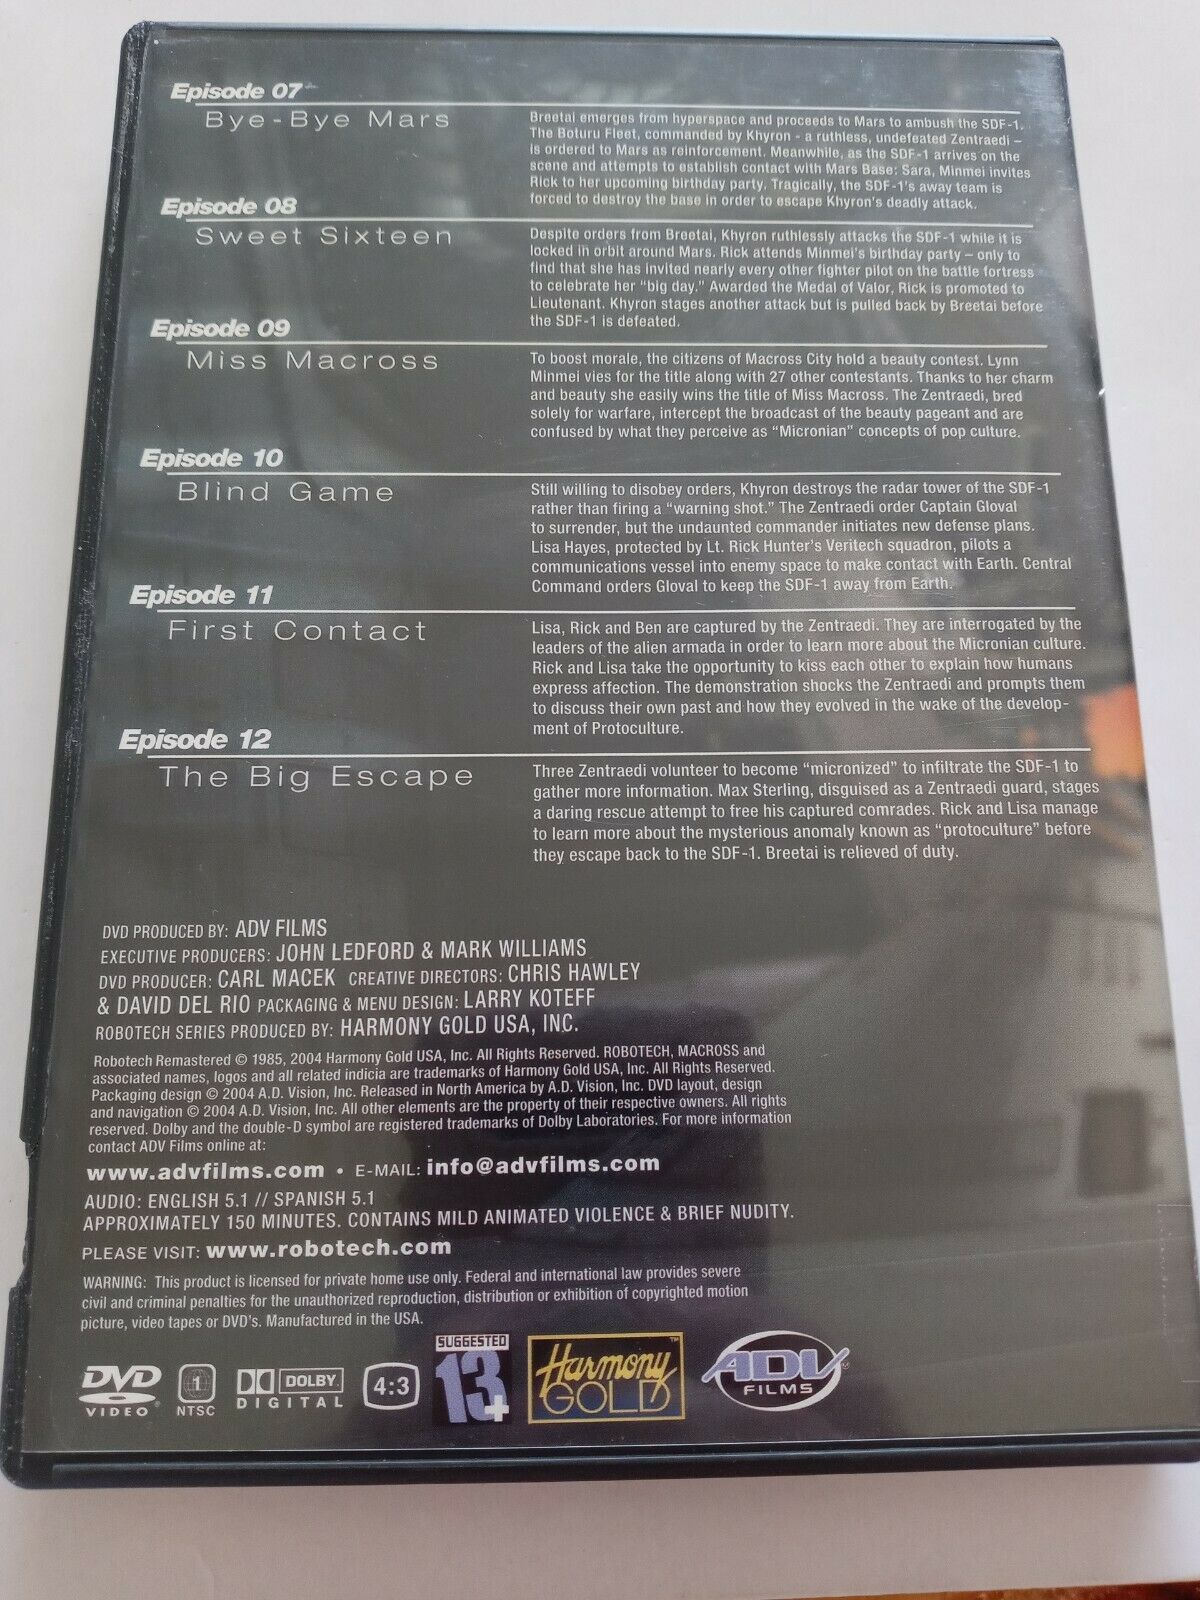 Episode 07
Bye-Bye Mars
Breetai emerges from hyperspace and proceeds to Mars to ambush the SDF-1.
The Boturu Fleet, commanded by Khyron - a ruthless, undefeated Zentraedi –
is ordered to Mars as reinforcement. Meanwhile, as the SDF-1 arrives on the
scene and attempts to establish contact with Mars Base: Sara, Minmei invites
Rick to her upcoming birthday party. Tragically, the SDF-1's away team is
forced to destroy the base in order to escape Khyron's deadly attack.
Episode 08
Sweet Sixteen
Despite orders from Breetai, Khyron ruthlessly attacks the SDF-1 while it is
locked in orbit around Mars. Rick attends Minmei's birthday party – only to
find that she has invited nearly every other fighter pilot on the battle fortress
to celebrate her “big day.” Awarded the Medal of Valor, Rick is promoted to
Lieutenant. Khyron stages another attack but is pulled back by Breetai before
the SDF-1 is defeated.
Episode 09
Miss Macross
To boost morale, the citizens of Macross City hold a beauty contest. Lynn
Minmei vies for the title along with 27 other contestants. Thanks to her charm
and beauty she easily wins the title of Miss Macross. The Zentraedi, bred
solely for warfare, intercept the broadcast of the beauty pageant and are
confused by what they perceive as “Micronian” concepts of pop culture.
Episode 10
Blind Game
Still willing to disobey orders, Khyron destroys the radar tower of the SDF-1
rather than firing a “warning shot.” The Zentraedi order Captain Gloval
to surrender, but the undaunted commander initiates new defense plans.
Lisa Hayes, protected by Lt. Rick Hunter's Veritech squadron, pilots a
communications vessel into enemy space to make contact with Earth. Central
Command orders Gloval to keep the SDF-1 away from Earth.
Episode 11
First Contact
Lisa, Rick and Ben are captured by the Zentraedi. They are interrogated by the
leaders of the alien armada in order to learn more about the Micronian culture.
Rick and Lisa take the opportunity to kiss each other to explain how humans
express affection. The demonstration shocks the Zentraedi and prompts them
to discuss their own past and how they evolved in the wake of the develop-
ment of Protoculture.
Episode 12
The Big Escape
Three Zentraedi volunteer to become “micronized” to infiltrate the SDF-1 to
gather more information. Max Sterling, disguised as a Zentraedi guard, stages
a daring rescue attempt to free his captured comrades. Rick and Lisa manage
to learn more about the mysterious anomaly known as “protoculture” before
they escape back to the SDF-1. Breetai is relieved of duty.
DVD PRODUCED BY: ADV FILMS
EXECUTIVE PRODUCERS: JOHN LEDFORD & MARK WILLIAMS
DVD PRODUCER: CARL MACEK CREATIVE DIRECTORS: CHRIS HAWLEY
& DAVID DEL RIO PACKAGING & MENU DESIGN: LARRY KOTEFF
ROBOTECH SERIES PRODUCED BY: HARMONY GOLD USA, INC.
Robotech Remastered © 1985, 2004 Harmony Gold USA, Inc. All Rights Reserved. ROBOTECH, MACROSS and
associated names, logos and all related indicia are trademarks of Harmony Gold USA, Inc. All Rights Reserved.
Packaging design © 2004 A.D. Vision, Inc. Released in North America by A.D. Vision, Inc. DVD layout, design
and navigation © 2004 A.D. Vision, Inc. All other elements are the property of their respective owners. All rights
reserved. Dolby and the double-D symbol are registered trademarks of Dolby Laboratories. For more information
contact ADV Films online at:
www.advfilms.com • E-MAIL: info@advfilms.com
AUDIO: ENGLISH 5.1 // SPANISH 5.1
APPROXIMATELY 150 MINUTES. CONTAINS MILD ANIMATED VIOLENCE & BRIEF NUDITY.
PLEASE VISIT: www.robotech.com
WARNING: This product is licensed for private home use only. Federal and international law provides severe
civil and criminal penalties for the unauthorized reproduction, distribution or exhibition of copyrighted motion
picture, video tapes or DVD's. Manufactured in the USA.
DVD VIDEO
1 NTSC
DOLBY DIGITAL
4:3
SUGGESTED 13+
Harmony GOLD ™
ADV FILMS ®